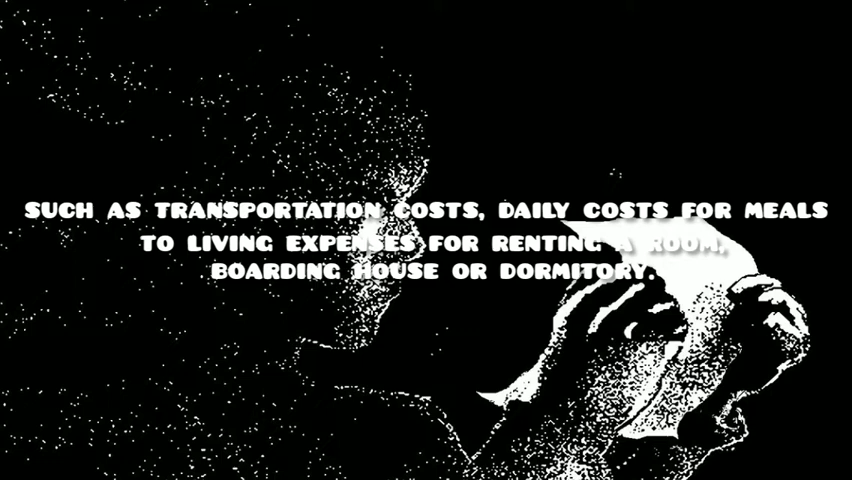 SUCH AS TRANSPORTATION COSTS, DAILY COSTS FOR MEALS
TO LIVING EXPENSES FOR RENTING A ROOM,
BOARDING HOUSE OR DORMITORY.